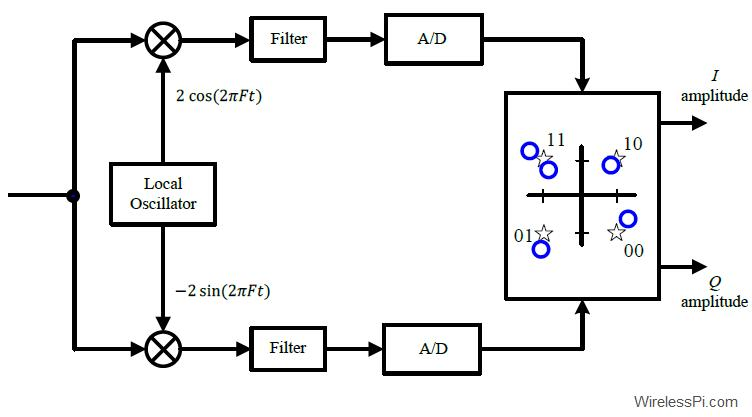 Filter
A/D
2 cos(2πFt)
I
amplitude
11
10
Local
Oscillator
01
00
−2 sin(2πFt)
Q
amplitude
Filter
A/D
WirelessPi.com